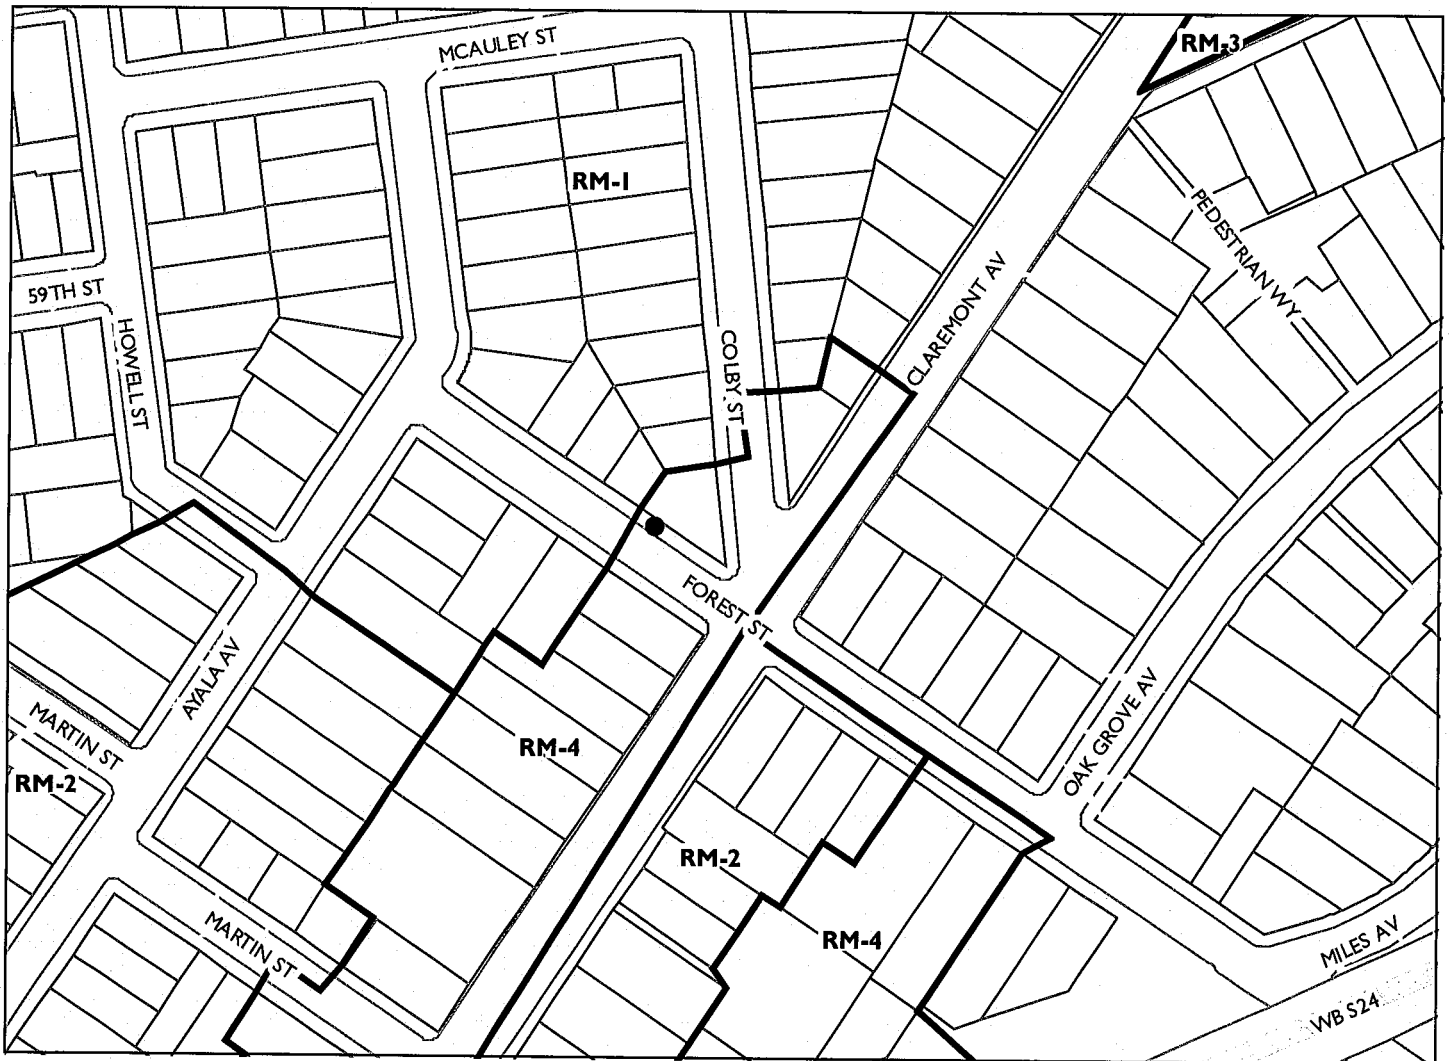 MCAULEY ST
RM-3
RM-1
PEDESTRIAN WY
59TH ST
HOWELL ST
COLBY ST
CLAREMONT AV
FOREST ST
AYALA AV
MARTIN ST
RM-4
OAK GROVE AV
RM-2
RM-2
RM-4
MARTIN ST
MILES AV
WB S24